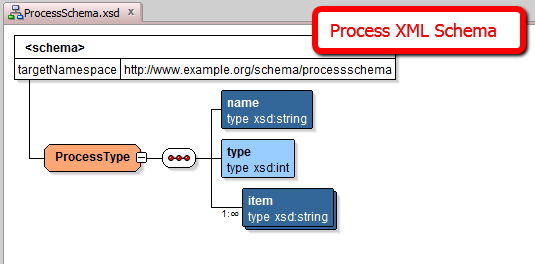 ProcessSchema.xsd x
Process XML Schema
<schema>
targetNamespace http://www.example.org/schema/processschema
name
type xsd:string
ProcessType
type
type xsd:int
item
type xsd:string
1:∞